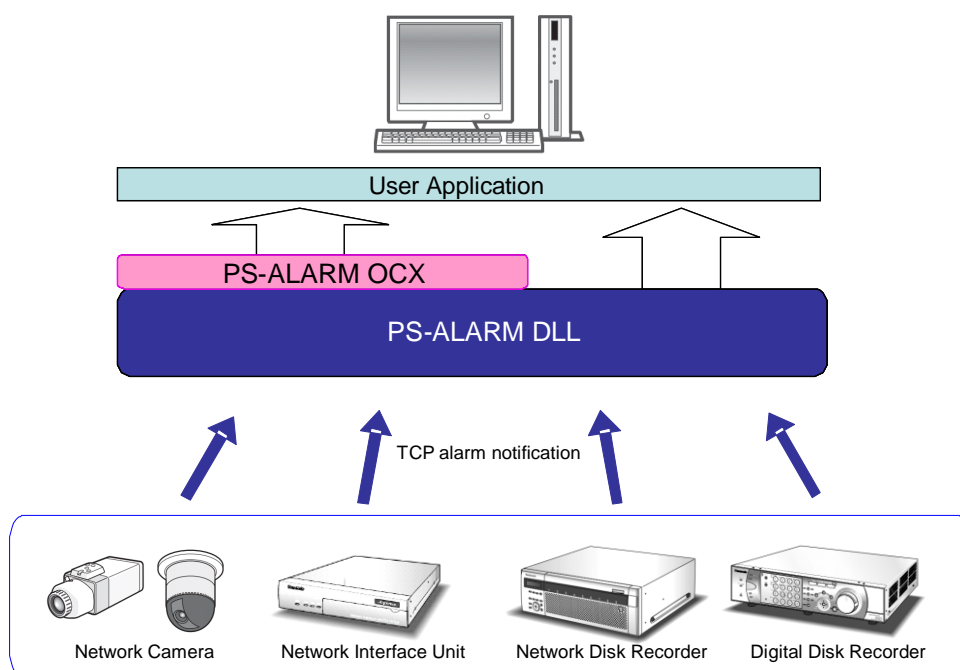 User Application
PS-ALARM OCX
PS-ALARM DLL
TCP alarm notification
Network Camera
Network Interface Unit
Network Disk Recorder
Digital Disk Recorder